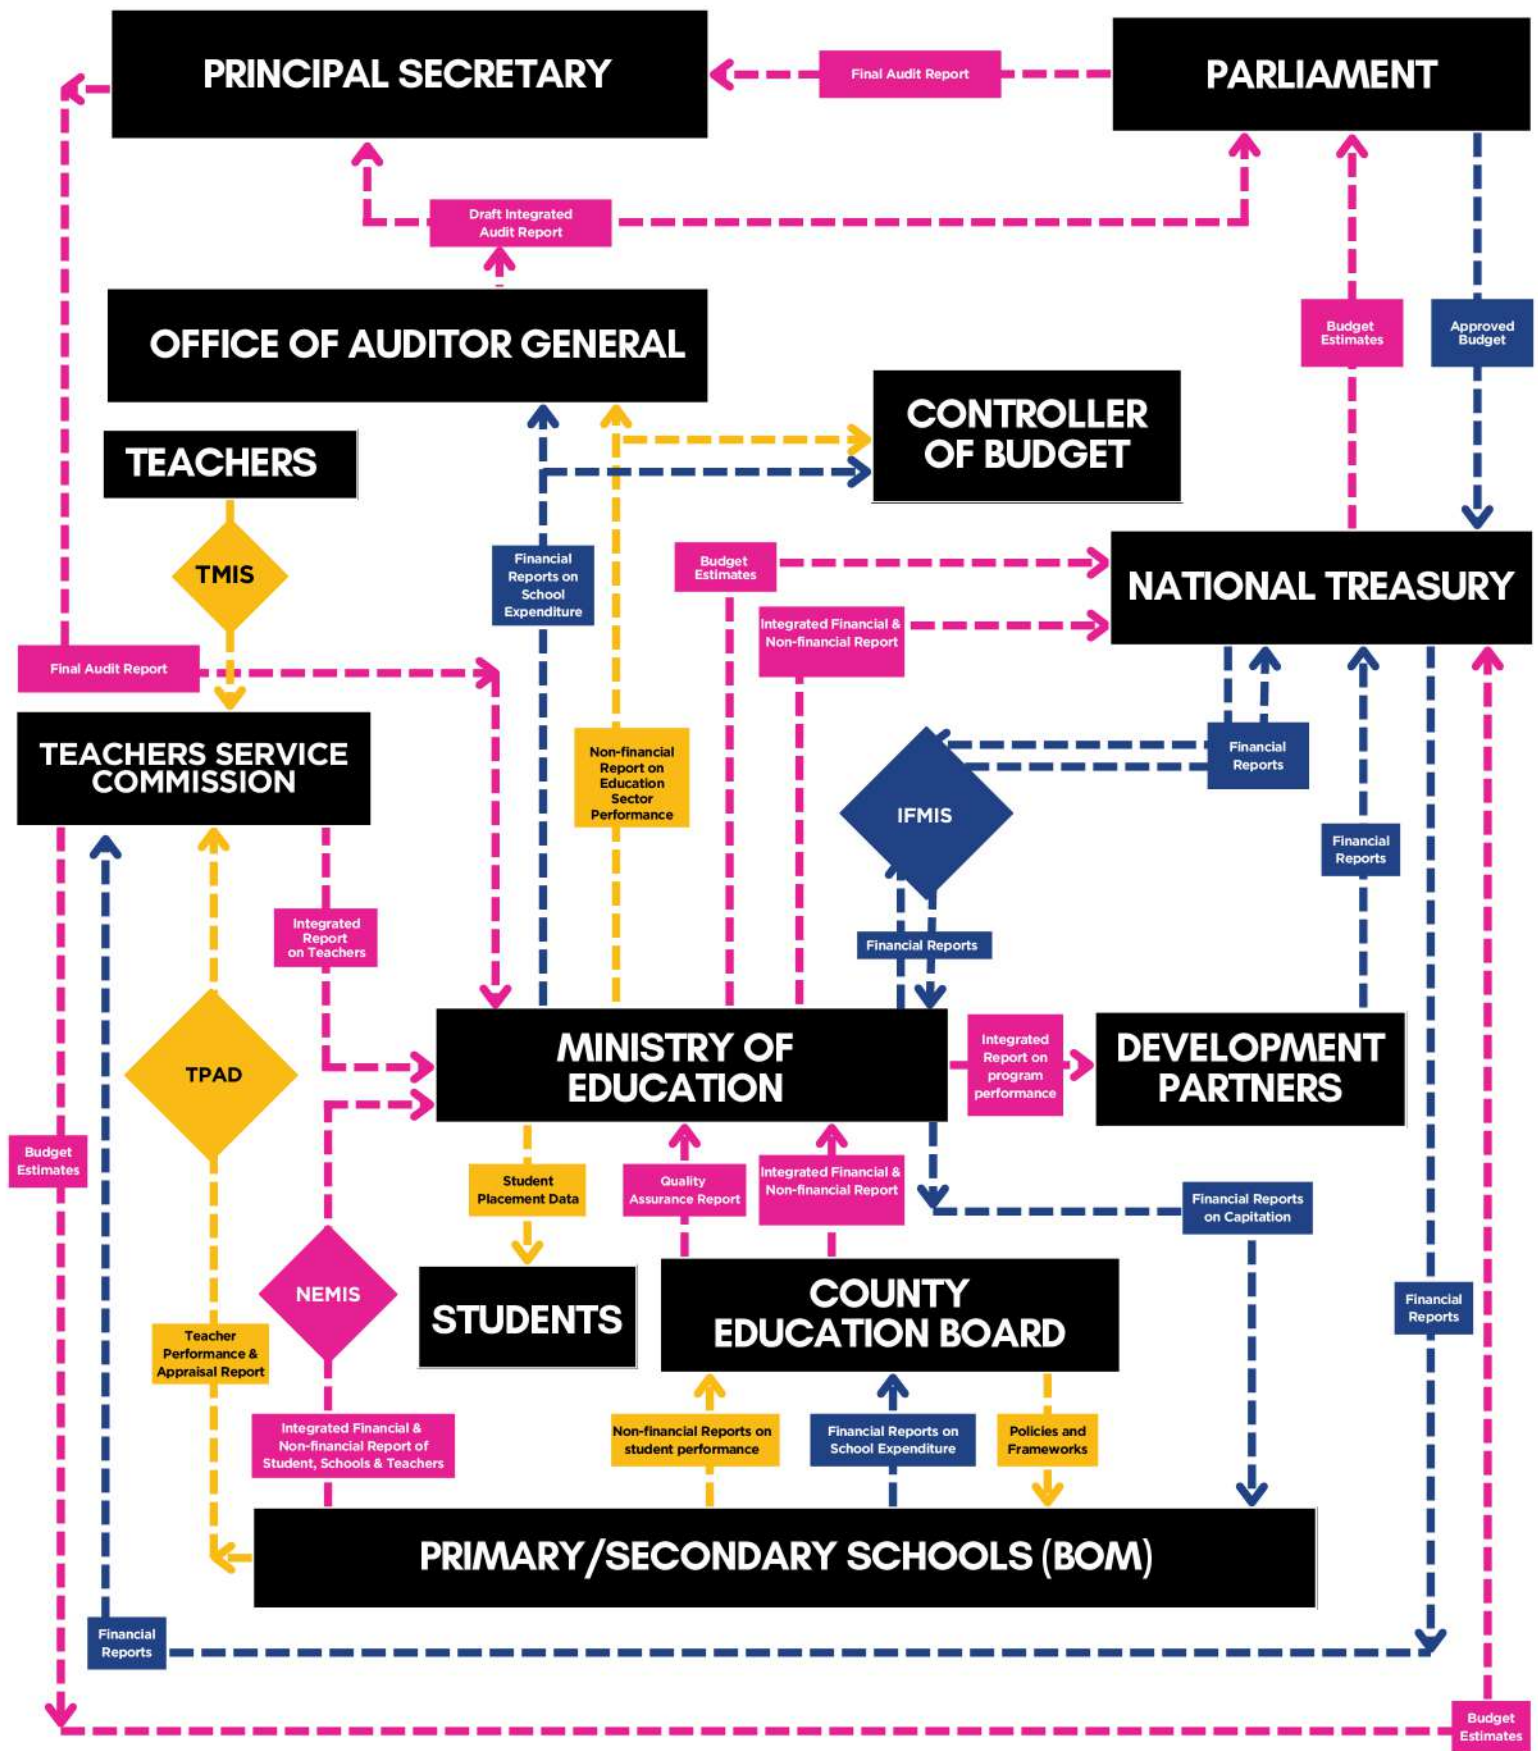 PRINCIPAL SECRETARY
Final Audit Report
PARLIAMENT
Draft Integrated
Audit Report
OFFICE OF AUDITOR GENERAL
Budget
Estimates
Approved
Budget
CONTROLLER
OF BUDGET
TEACHERS
TMIS
Financial
Reports on
School
Expenditure
Budget
Estimates
NATIONAL TREASURY
Integrated Financial &
Non-financial Report
Final Audit Report
TEACHERS SERVICE
COMMISSION
Non-financial
Report on
Education
Sector
Performance
Financial
Reports
IFMIS
Financial
Reports
Integrated
Report
on Teachers
Financial Reports
MINISTRY OF
EDUCATION
Integrated
Report on
program
performance
DEVELOPMENT
PARTNERS
TPAD
Budget
Estimates
Student
Placement Data
Quality
Assurance Report
Integrated Financial &
Non-financial Report
Financial Reports
on Capitation
NEMIS
STUDENTS
COUNTY
EDUCATION BOARD
Financial
Reports
Teacher
Performance &
Appraisal Report
Integrated Financial &
Non-financial Report of
Student, Schools & Teachers
Non-financial Reports on
student performance
Financial Reports on
School Expenditure
Policies and
Frameworks
PRIMARY/SECONDARY SCHOOLS (BOM)
Financial
Reports
Budget
Estimates